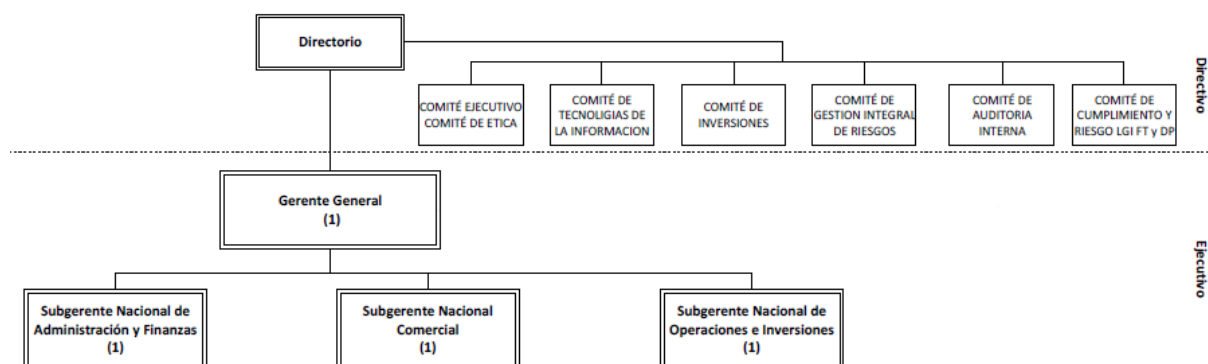 Directorio
COMITÉ EJECUTIVO
COMITÉ DE ETICA
COMITÉ DE
TECNOLIGIAS DE
LA INFORMACION
COMITÉ DE
INVERSIONES
COMITÉ DE
GESTION INTEGRAL
DE RIESGOS
COMITÉ DE
AUDITORIA
INTERNA
COMITÉ DE
CUMPLIMIENTO Y
RIESGO LGI FT y DP
Directivo
Gerente General
(1)
Ejecutivo
Subgerente Nacional de
Administración y Finanzas
(1)
Subgerente Nacional
Comercial
(1)
Subgerente Nacional de
Operaciones e Inversiones
(1)